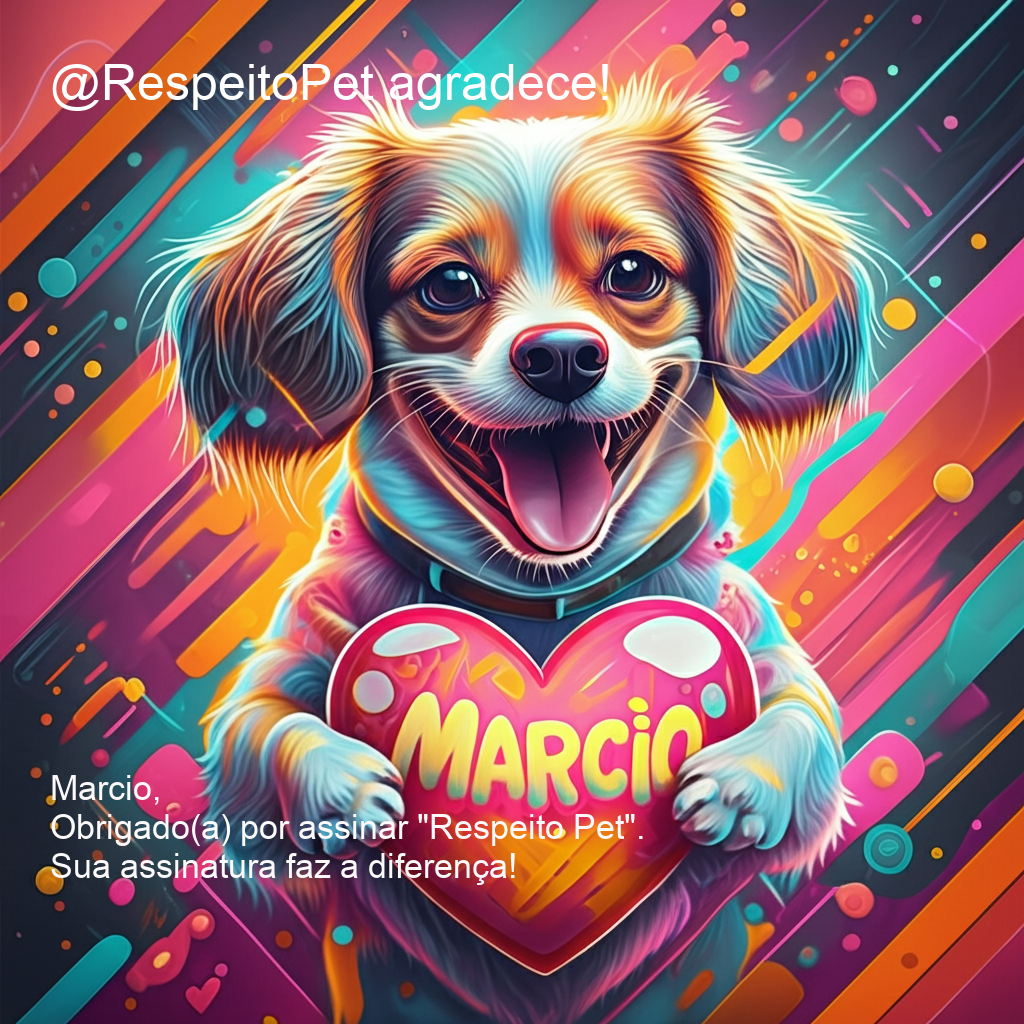 @RespeitoPet agradece!
MARCiO
Marcio,
Obrigado(a) por assinar "Respeito Pet".
Sua assinatura faz a diferença!